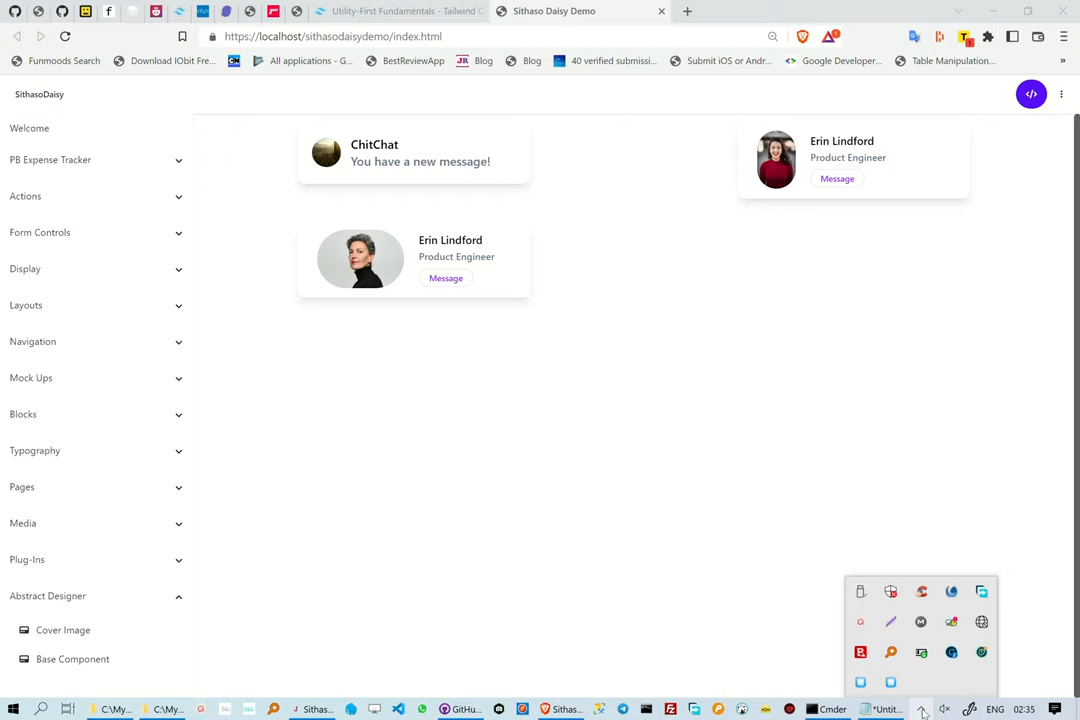 Utility-First Fundamentals - Tailwind C
Sithaso Daisy Demo
https://localhost/sithasodaisydemo/index.html
Funmoods Search
Download IObit Fre...
All applications - G...
BestReviewApp
JR
Blog
Blog
40 verified submissi...
Submit iOS or Andr...
Google Developer...
Table Manipulation...
»
SithasoDaisy
</>
Welcome
PB Expense Tracker
Actions
Form Controls
Display
Layouts
Navigation
Mock Ups
Blocks
Typography
Pages
Media
Plug-Ins
Abstract Designer
Cover Image
Base Component
ChitChat
You have a new message!
Erin Lindford
Product Engineer
Message
Erin Lindford
Product Engineer
Message
C:\My...
C:\My...
Sithas...
GitHu...
Sithas...
Cmder
*Untit...
ENG
02:35